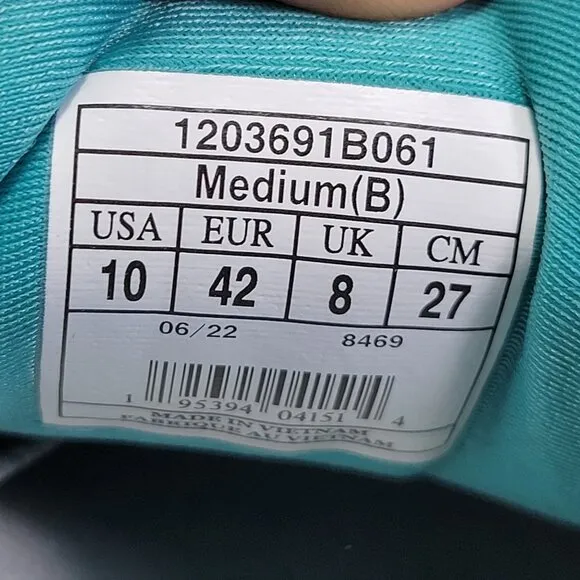 1203691B061
Medium(B)
USA EUR UK CM
10 42 8 27
06/22 8469
1 95394 04151 4
MADE IN VIETNAM
FABRIQUE AU VIETNAM